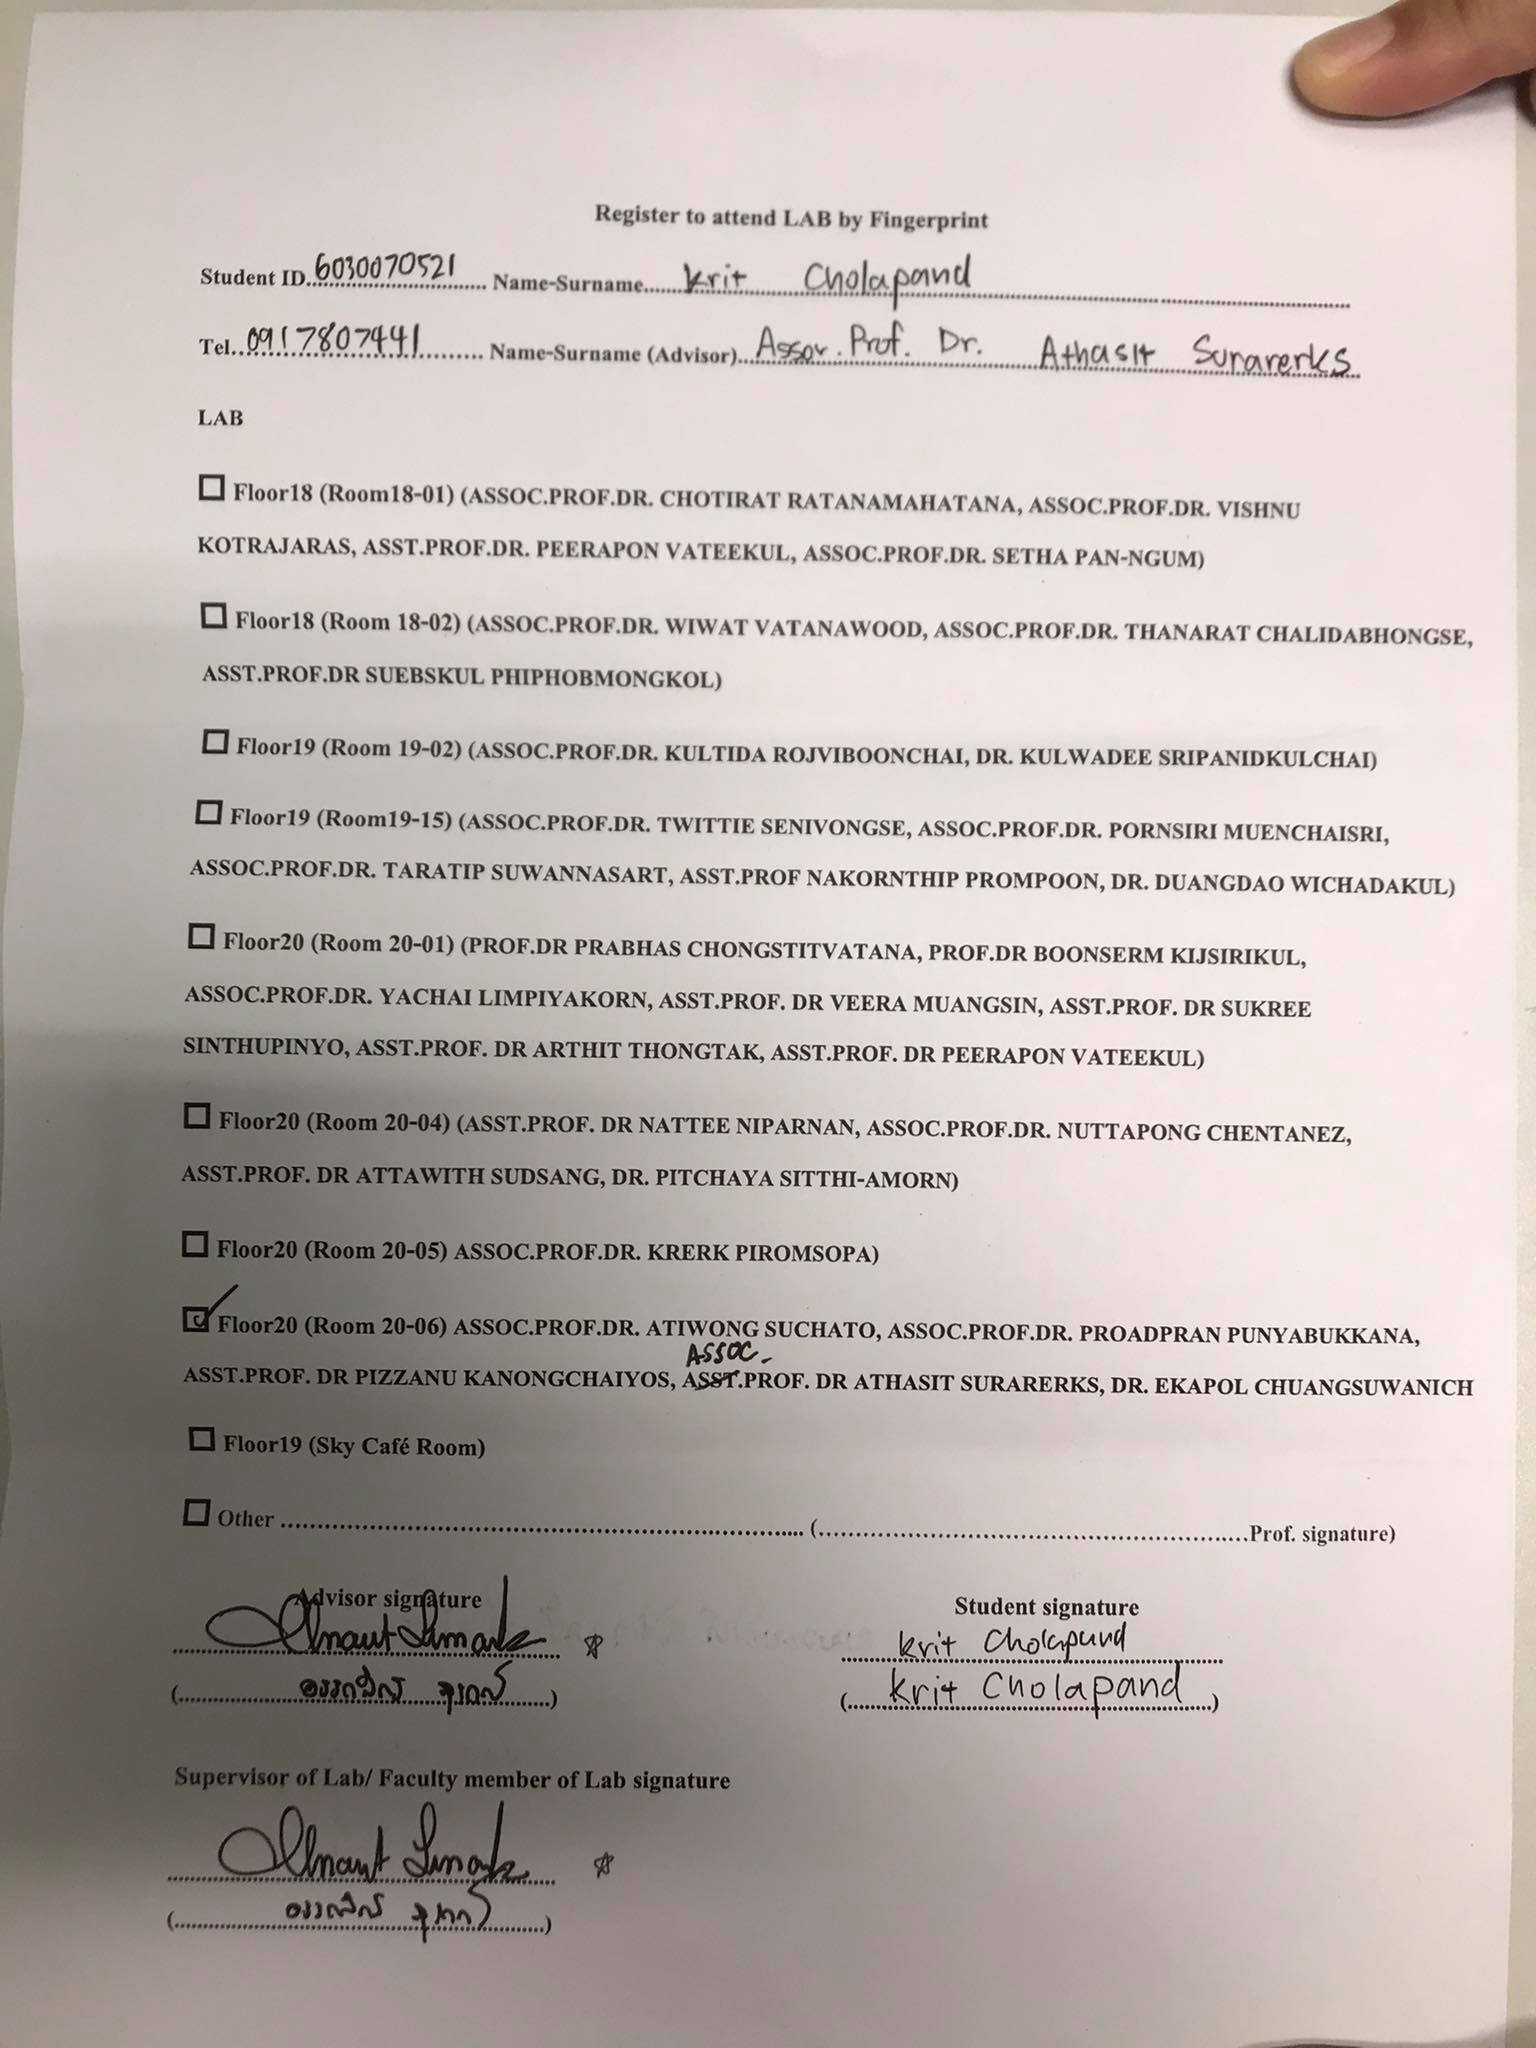 Register to attend LAB by Fingerprint
Student ID..6030070521.......... Name-Surname......Krit Cholapand..............................
Tel...0917807441.......... Name-Surname (Advisor)...Assoc. Prof. Dr. Athasit Surarerks
LAB
☐ Floor18 (Room18-01) (ASSOC.PROF.DR. CHOTIRAT RATANAMAHATANA, ASSOC.PROF.DR. VISHNU
KOTRAJARAS, ASST.PROF.DR. PEERAPON VATEEKUL, ASSOC.PROF.DR. SETHA PAN-NGUM)
☐ Floor18 (Room 18-02) (ASSOC.PROF.DR. WIWAT VATANAWOOD, ASSOC.PROF.DR. THANARAT CHALIDABHONGSE,
ASST.PROF.DR SUEBSKUL PHIPHOBMONGKOL)
☐ Floor19 (Room 19-02) (ASSOC.PROF.DR. KULTIDA ROJVIBOONCHAI, DR. KULWADEE SRIPANIDKULCHAI)
☐ Floor19 (Room19-15) (ASSOC.PROF.DR. TWITTIE SENIVONGSE, ASSOC.PROF.DR. PORNSIRI MUENCHAISRI,
ASSOC.PROF.DR. TARATIP SUWANNASART, ASST.PROF NAKORNTHIP PROMPOON, DR. DUANGDAO WICHADAKUL)
☐ Floor20 (Room 20-01) (PROF.DR PRABHAS CHONGSTITVATANA, PROF.DR BOONSERM KIJSIRIKUL,
ASSOC.PROF.DR. YACHAI LIMPIYAKORN, ASST.PROF. DR VEERA MUANGSIN, ASST.PROF. DR SUKREE
SINTHUPINYO, ASST.PROF. DR ARTHIT THONGTAK, ASST.PROF. DR PEERAPON VATEEKUL)
☐ Floor20 (Room 20-04) (ASST.PROF. DR NATTEE NIPARNAN, ASSOC.PROF.DR. NUTTAPONG CHENTANEZ,
ASST.PROF. DR ATTAWITH SUDSANG, DR. PITCHAYA SITTHI-AMORN)
☐ Floor20 (Room 20-05) ASSOC.PROF.DR. KRERK PIROMSOPA)
☑ Floor20 (Room 20-06) ASSOC.PROF.DR. ATIWONG SUCHATO, ASSOC.PROF.DR. PROADPRAN PUNYABUKKANA,
ASSOC.
ASST.PROF. DR PIZZANU KANONGCHAIYOS, ASST.PROF. DR ATHASIT SURARERKS, DR. EKAPOL CHUANGSUWANICH
☐ Floor19 (Sky Café Room)
☐ Other .............................................................. (..................................................Prof. signature)
Advisor signature
(อรรถสิทธิ์ สุรฤกษ์)
Student signature
Krit Cholapand
(Krit Cholapand)
Supervisor of Lab/ Faculty member of Lab signature
(อรรถสิทธิ์ สุรฤกษ์)